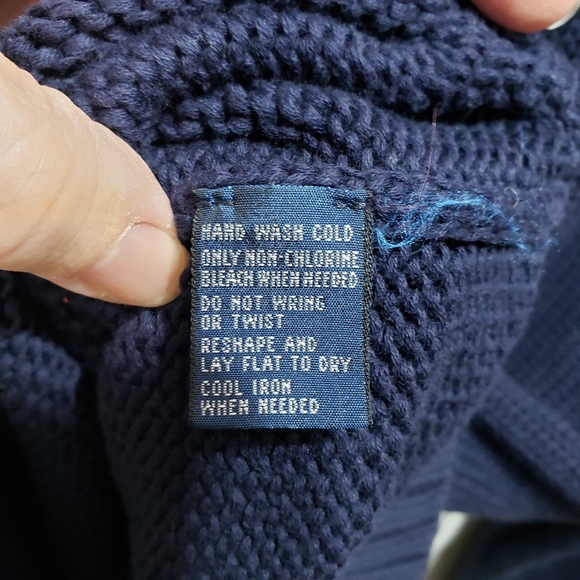 HAND WASH COLD
ONLY NON-CHLORINE
BLEACH WHEN NEEDED
DO NOT WRING
OR TWIST
RESHAPE AND
LAY FLAT TO DRY
COOL IRON
WHEN NEEDED